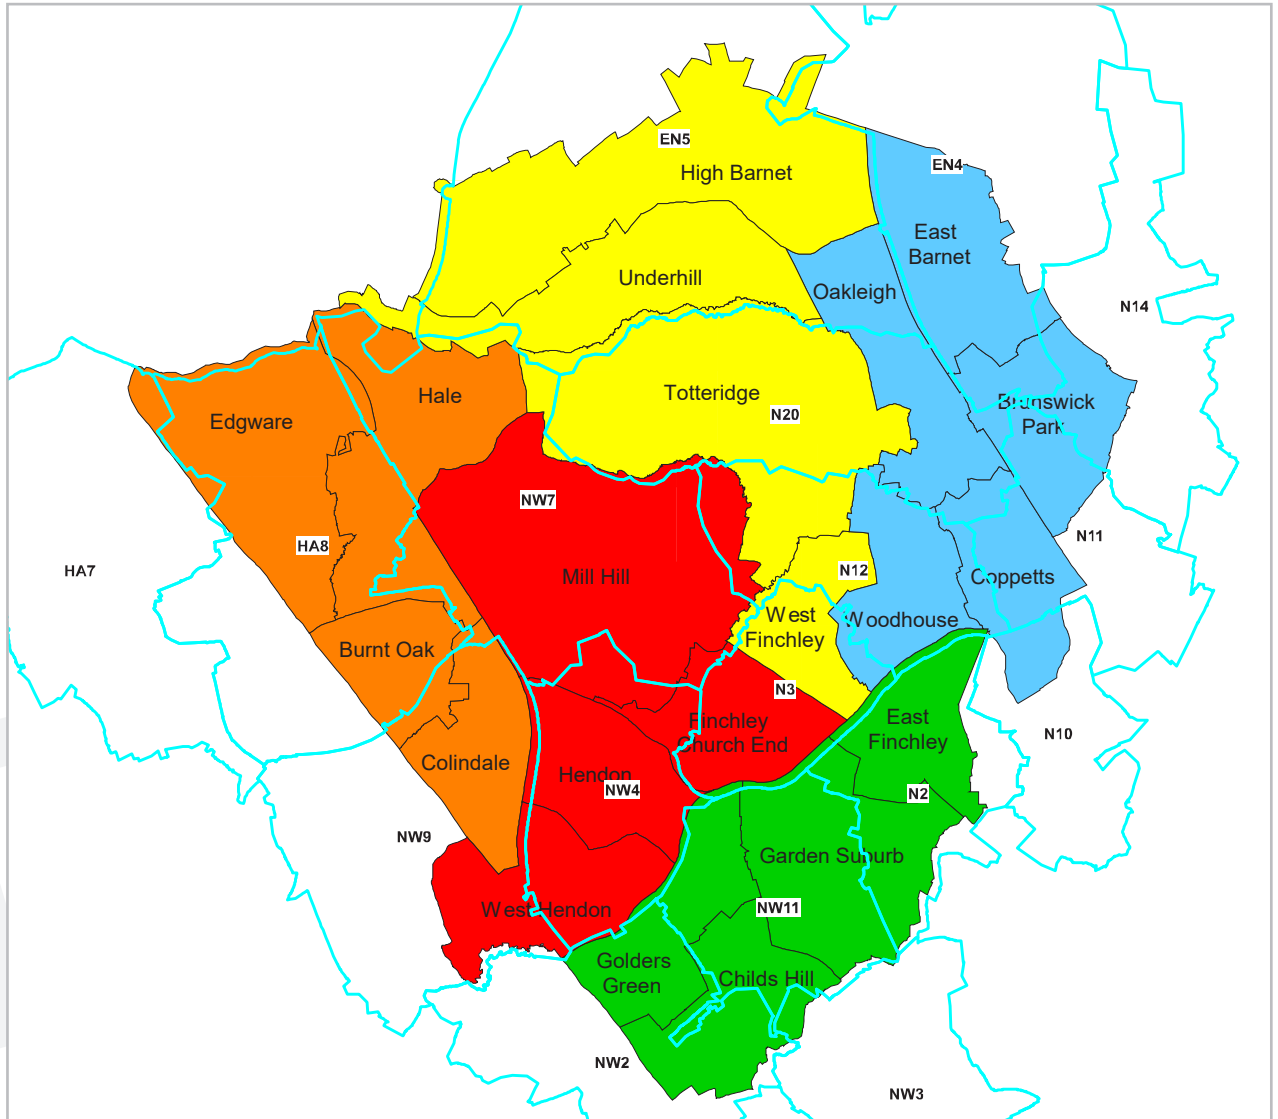 EN5
High Barnet
EN4
East
Barnet
Underhill
Oakleigh
N14
Hale
Totteridge
N20
Brunswick
Park
Edgware
NW7
HA8
N11
HA7
Mill Hill
N12
Coppetts
West
Finchley
Woodhouse
Burnt Oak
N3
Finchley
Church End
East
Finchley
N10
Colindale
Hendon
NW4
N2
NW9
Garden Suburb
West Hendon
NW11
Golders
Green
Childs Hill
NW2
NW3